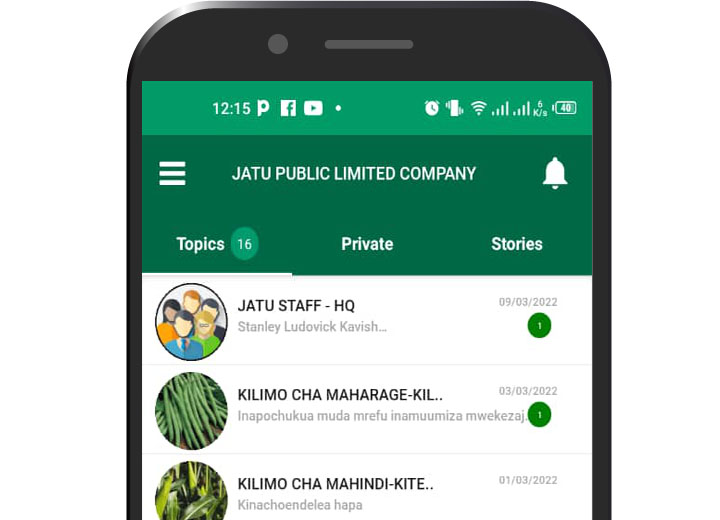 12:15
6
K/s
40
JATU PUBLIC LIMITED COMPANY
Topics 16 Private Stories
JATU STAFF - HQ 09/03/2022
Stanley Ludovick Kavish... 1
KILIMO CHA MAHARAGE-KIL.. 03/03/2022
Inapochukua muda mrefu inamuumiza mwekezaj. 1
KILIMO CHA MAHINDI-KITE.. 01/03/2022
Kinachoendelea hapa